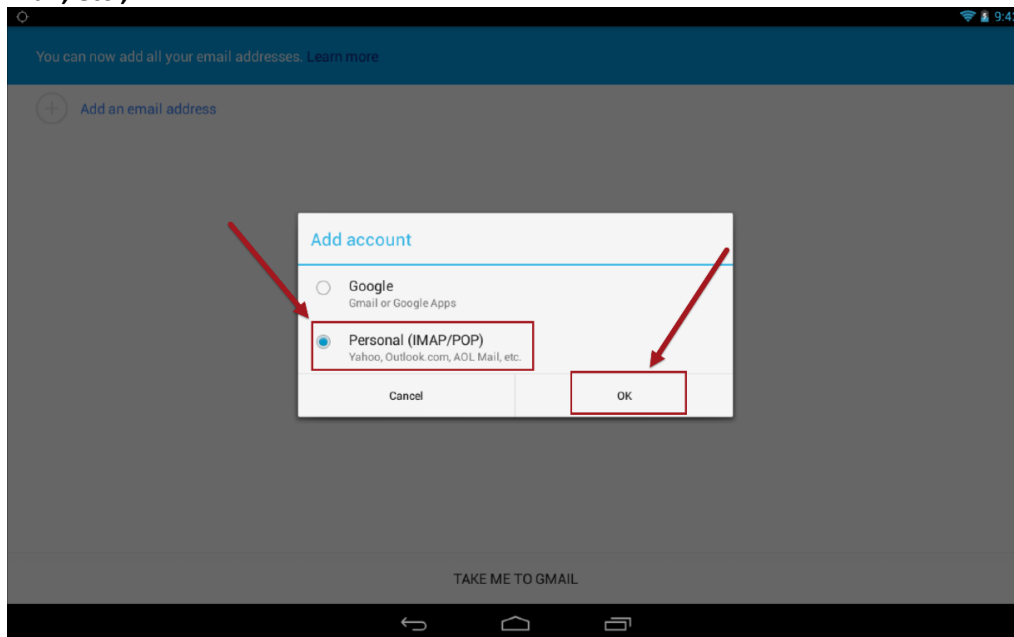 9:42
You can now add all your email addresses. Learn more
Add an email address
Add account
Google
Gmail or Google Apps
Personal (IMAP/POP)
Yahoo, Outlook.com, AOL Mail, etc.
Cancel
OK
TAKE ME TO GMAIL